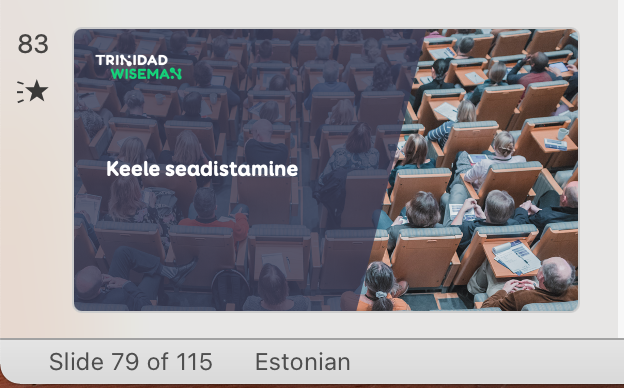 83
TRINIDAD
WISEMAN
Keele seadistamine
Slide 79 of 115 Estonian